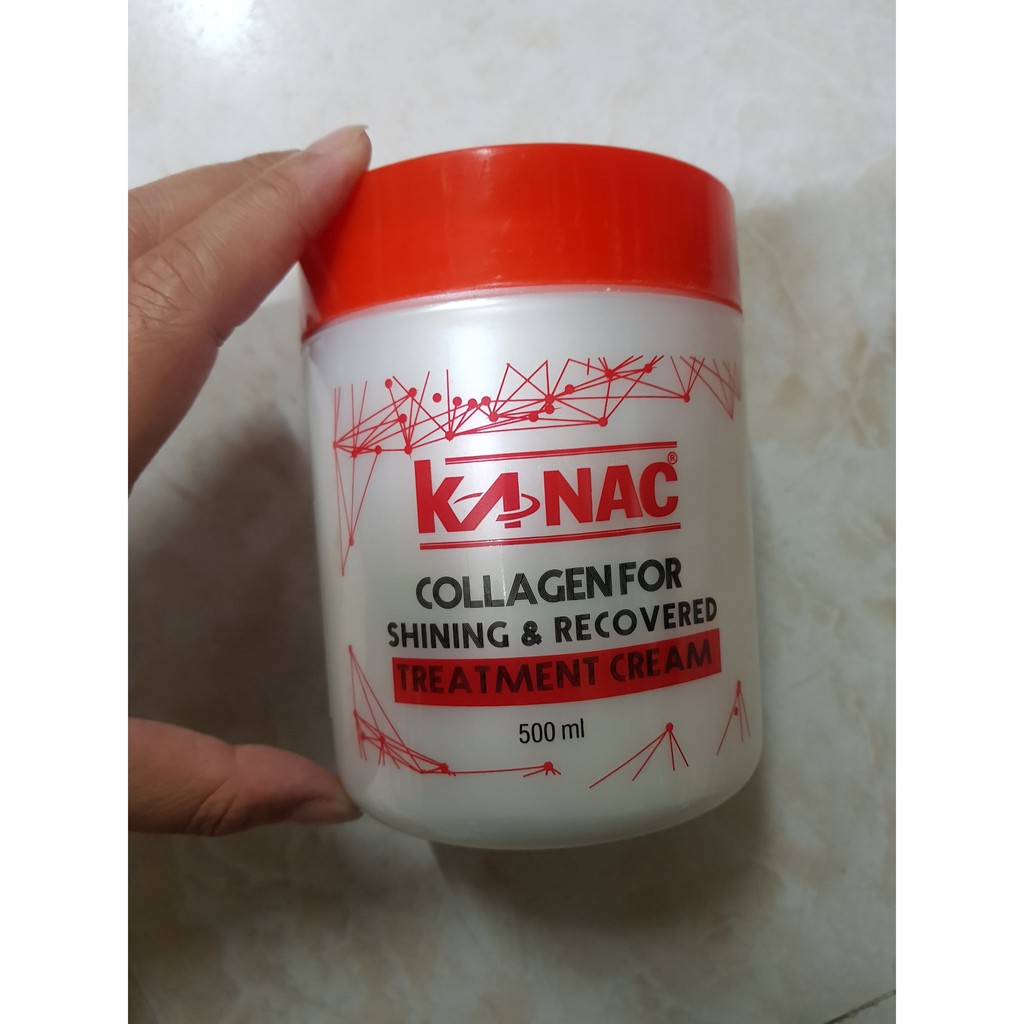 KANAC®
COLLAGEN FOR
SHINING & RECOVERED
TREATMENT CREAM
500 ml